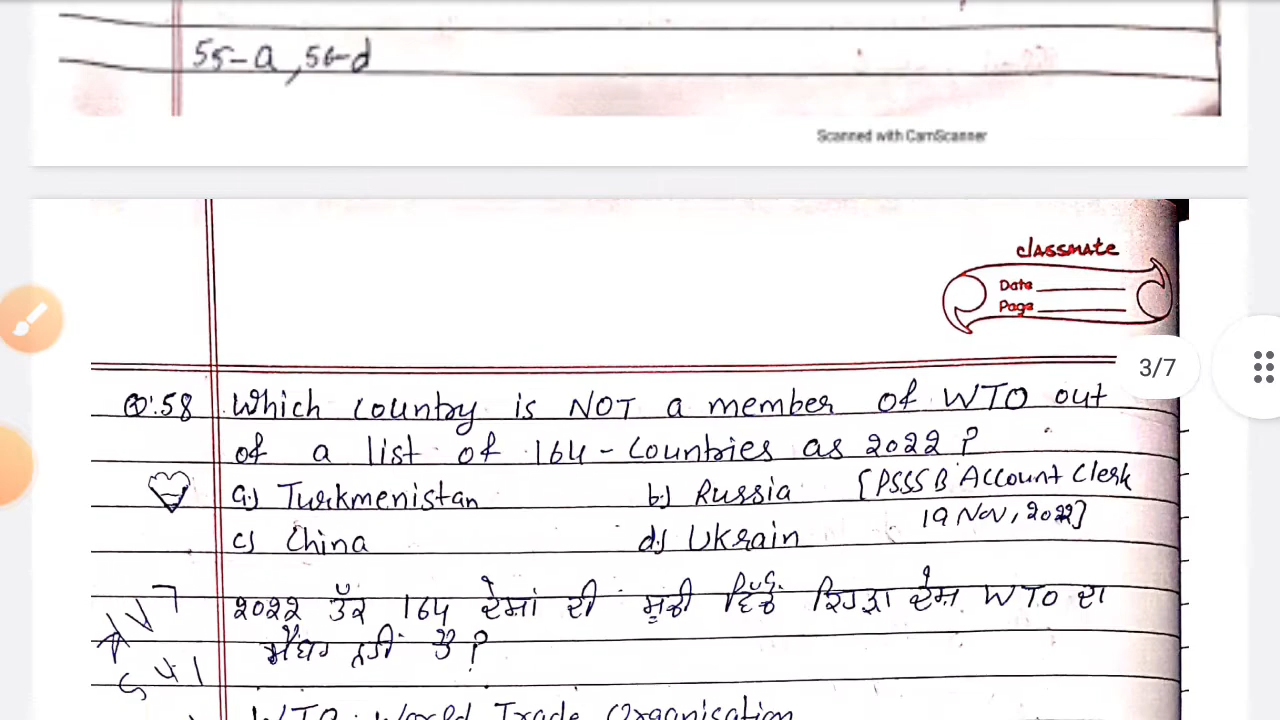 55-a, 56-d
Scanned with CamScanner
classmate
Date
Page
3/7
Q:58 Which country is NOT a member of WTO out
of a list of 164-countries as 2022?
a) Turkmenistan b) Russia [PSSSB Account Clerk
19 Nov, 2022]
c) China d) Ukrain
2022 ਤੱਕ 164 ਦੇਸ਼ਾਂ ਦੀ ਸੂਚੀ ਵਿੱਚੋਂ ਕਿਹੜਾ ਦੇਸ਼ WTO ਦਾ
ਮੈਂਬਰ ਨਹੀਂ ਹੈ?
WTO: World Trade Organisation